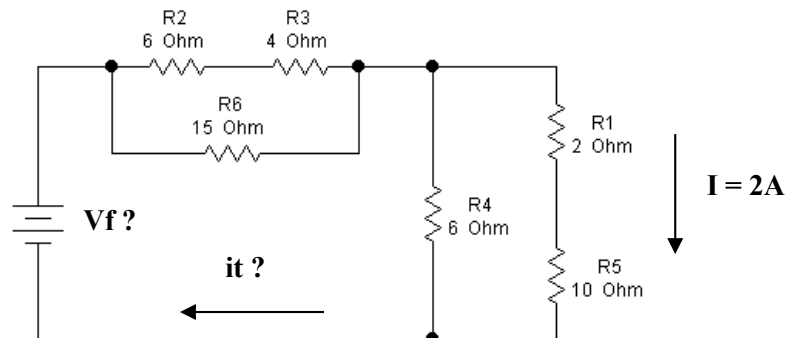 R2
6 Ohm
R3
4 Ohm
R6
15 Ohm
R1
2 Ohm
I = 2A
Vf ?
R4
6 Ohm
it ?
R5
10 Ohm